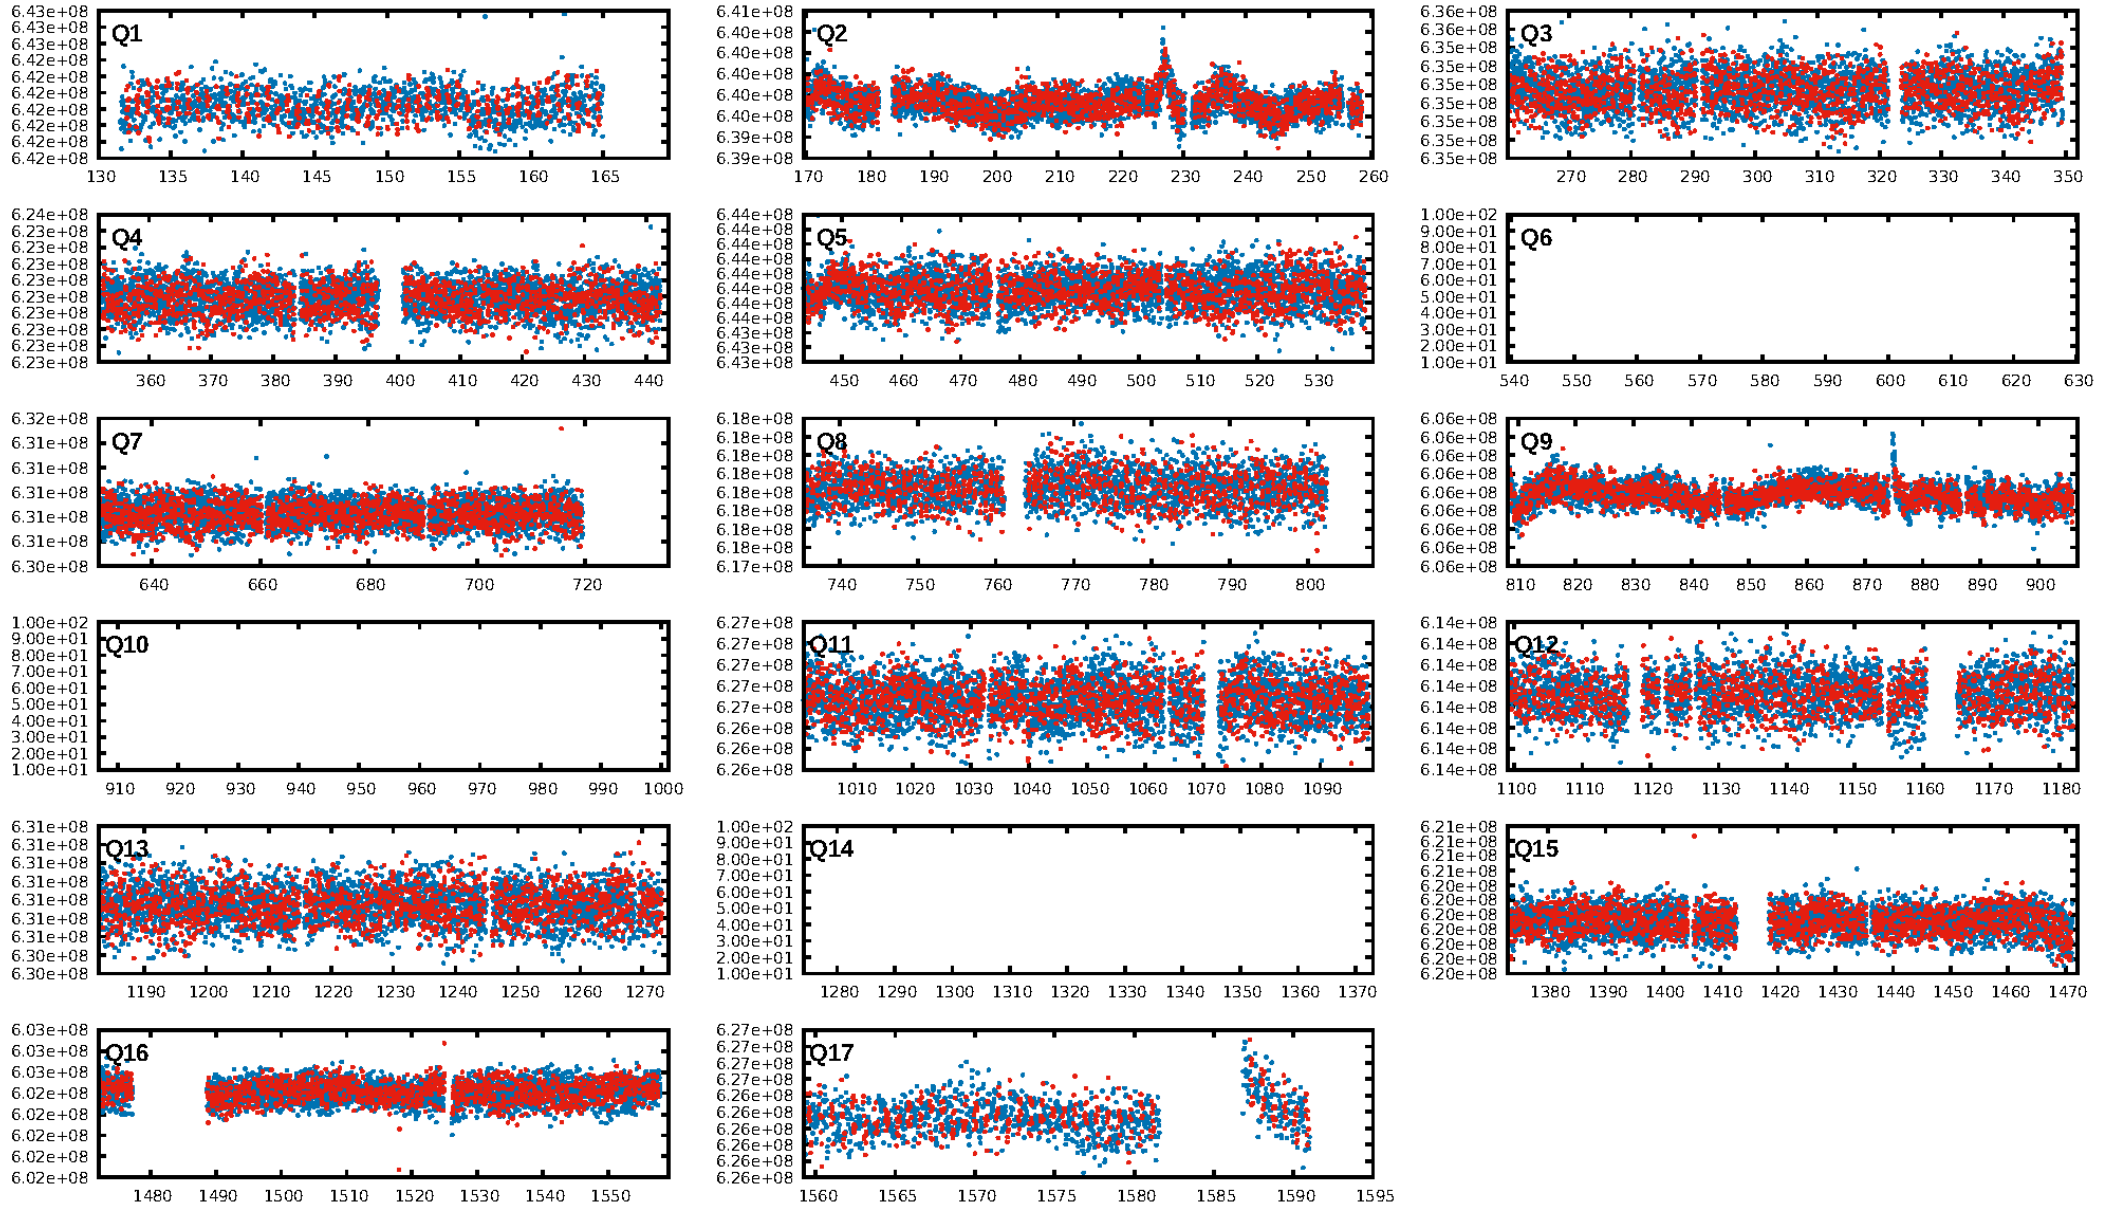 6.43e+08
6.43e+08
6.43e+08
6.42e+08
6.42e+08
6.42e+08
6.42e+08
6.42e+08
6.42e+08
6.42e+08
Q1
130 135 140 145 150 155 160 165
6.41e+08
6.40e+08
6.40e+08
6.40e+08
6.40e+08
6.40e+08
6.39e+08
6.39e+08
Q2
170 180 190 200 210 220 230 240 250 260
6.36e+08
6.36e+08
6.35e+08
6.35e+08
6.35e+08
6.35e+08
6.35e+08
6.35e+08
6.35e+08
Q3
270 280 290 300 310 320 330 340 350
6.24e+08
6.23e+08
6.23e+08
6.23e+08
6.23e+08
6.23e+08
6.23e+08
6.23e+08
6.23e+08
6.23e+08
Q4
360 370 380 390 400 410 420 430 440
6.44e+08
6.44e+08
6.44e+08
6.44e+08
6.44e+08
6.44e+08
6.44e+08
6.44e+08
6.43e+08
6.43e+08
6.43e+08
Q5
450 460 470 480 490 500 510 520 530
1.00e+02
9.00e+01
8.00e+01
7.00e+01
6.00e+01
5.00e+01
4.00e+01
3.00e+01
2.00e+01
1.00e+01
Q6
540 550 560 570 580 590 600 610 620 630
6.32e+08
6.31e+08
6.31e+08
6.31e+08
6.31e+08
6.31e+08
6.30e+08
Q7
640 660 680 700 720
6.18e+08
6.18e+08
6.18e+08
6.18e+08
6.18e+08
6.18e+08
6.18e+08
6.18e+08
6.17e+08
Q8
740 750 760 770 780 790 800
6.06e+08
6.06e+08
6.06e+08
6.06e+08
6.06e+08
6.06e+08
6.06e+08
6.06e+08
6.06e+08
Q9
810 820 830 840 850 860 870 880 890 900
1.00e+02
9.00e+01
8.00e+01
7.00e+01
6.00e+01
5.00e+01
4.00e+01
3.00e+01
2.00e+01
1.00e+01
Q10
910 920 930 940 950 960 970 980 990 1000
6.27e+08
6.27e+08
6.27e+08
6.27e+08
6.27e+08
6.26e+08
6.26e+08
6.26e+08
Q11
1010 1020 1030 1040 1050 1060 1070 1080 1090
6.14e+08
6.14e+08
6.14e+08
6.14e+08
6.14e+08
6.14e+08
6.14e+08
6.14e+08
Q12
1100 1110 1120 1130 1140 1150 1160 1170 1180
6.31e+08
6.31e+08
6.31e+08
6.31e+08
6.31e+08
6.31e+08
6.31e+08
6.30e+08
6.30e+08
Q13
1190 1200 1210 1220 1230 1240 1250 1260 1270
1.00e+02
9.00e+01
8.00e+01
7.00e+01
6.00e+01
5.00e+01
4.00e+01
3.00e+01
2.00e+01
1.00e+01
Q14
1280 1290 1300 1310 1320 1330 1340 1350 1360 1370
6.21e+08
6.21e+08
6.21e+08
6.21e+08
6.20e+08
6.20e+08
6.20e+08
6.20e+08
6.20e+08
6.20e+08
6.20e+08
Q15
1380 1390 1400 1410 1420 1430 1440 1450 1460 1470
6.03e+08
6.03e+08
6.03e+08
6.02e+08
6.02e+08
6.02e+08
6.02e+08
6.02e+08
Q16
1480 1490 1500 1510 1520 1530 1540 1550
6.27e+08
6.27e+08
6.27e+08
6.27e+08
6.26e+08
6.26e+08
6.26e+08
6.26e+08
6.26e+08
6.26e+08
Q17
1560 1565 1570 1575 1580 1585 1590 1595